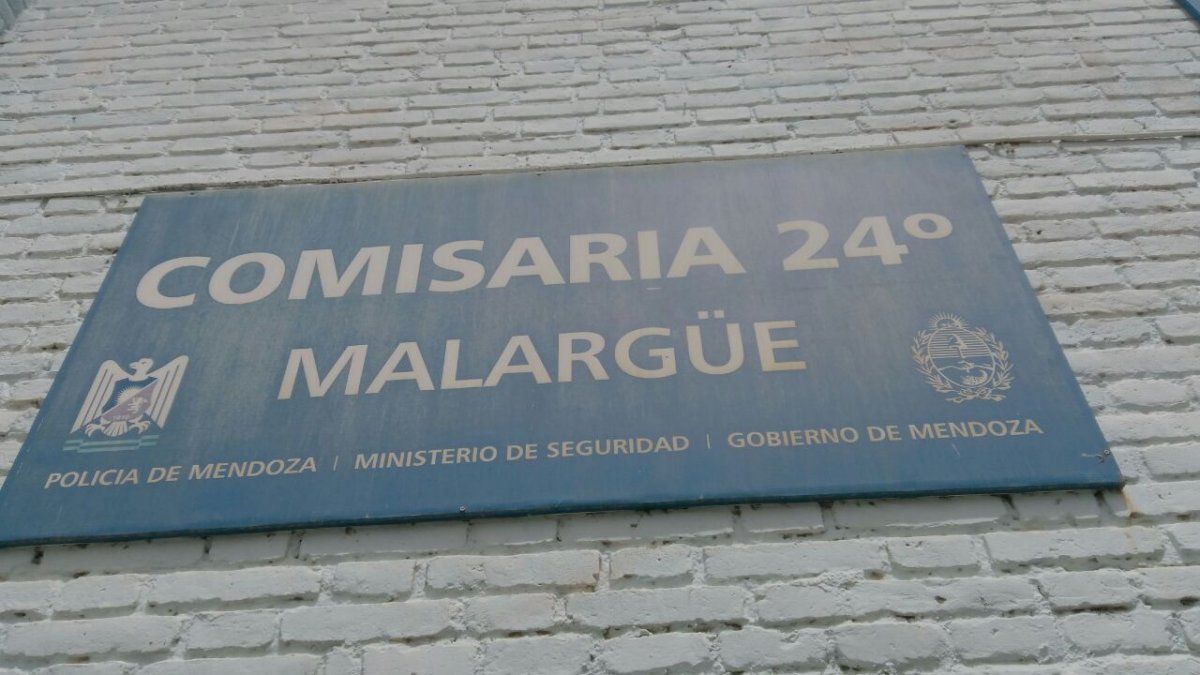 COMISARIA 24º
MALARGÜE
POLICIA DE MENDOZA | MINISTERIO DE SEGURIDAD | GOBIERNO DE MENDOZA